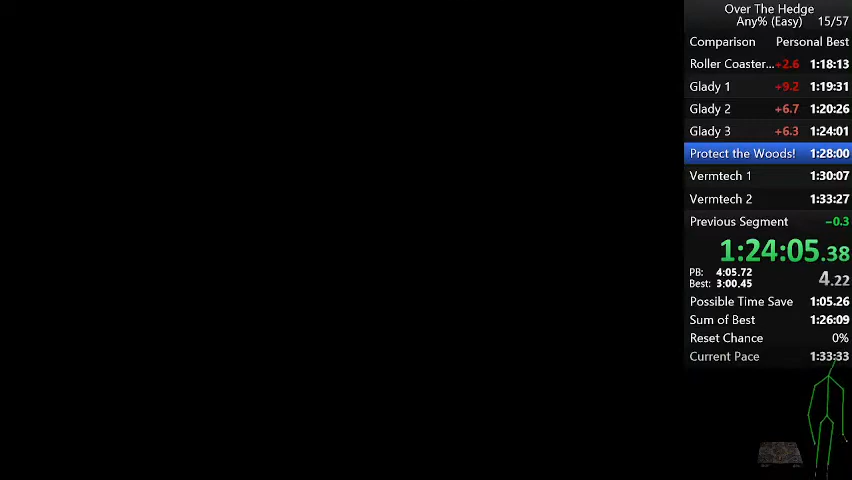 Over The Hedge
Any% (Easy) 15/57
Comparison Personal Best
Roller Coaster... +2.6 1:18:13
Glady 1 +9.2 1:19:31
Glady 2 +6.7 1:20:26
Glady 3 +6.3 1:24:01
Protect the Woods! 1:28:00
Vermtech 1 1:30:07
Vermtech 2 1:33:27
Previous Segment −0.3
1:24:05.38
PB: 4:05.72 4.22
Best: 3:00.45
Possible Time Save 1:05.26
Sum of Best 1:26:09
Reset Chance 0%
Current Pace 1:33:33